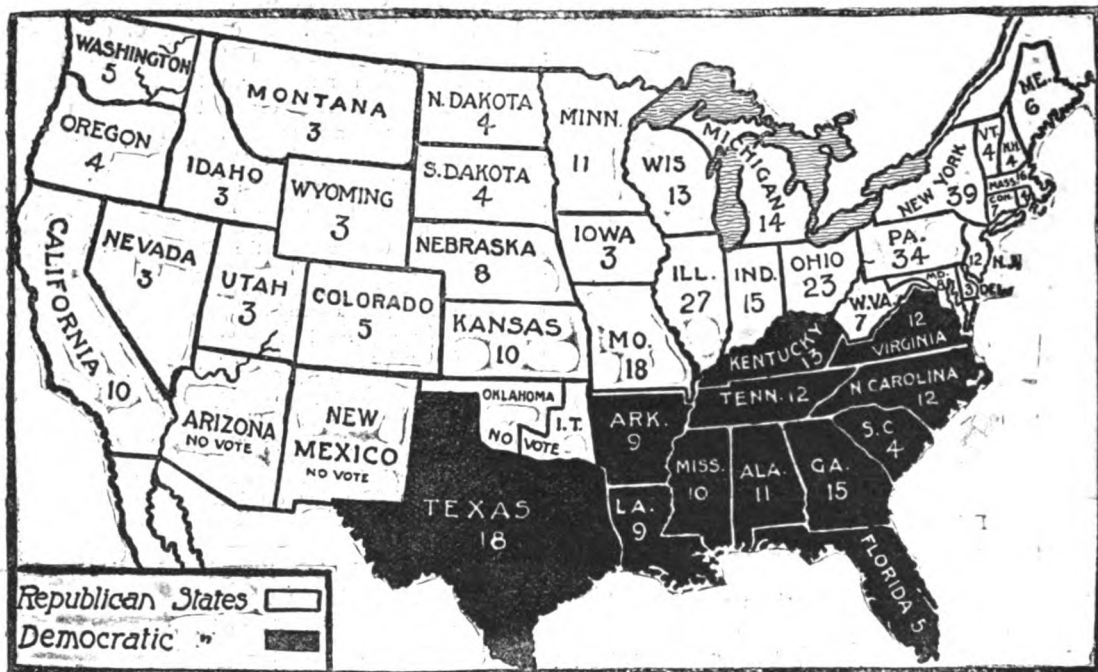 WASHINGTON
5
OREGON
4
CALIFORNIA
10
NEVADA
3
IDAHO
3
MONTANA
3
WYOMING
3
UTAH
3
COLORADO
5
ARIZONA
NO VOTE
NEW
MEXICO
NO VOTE
N. DAKOTA
4
S. DAKOTA
4
NEBRASKA
8
KANSAS
10
OKLAHOMA
NO VOTE
I.T.
TEXAS
18
MINN.
11
IOWA
3
MO.
18
ARK.
9
LA.
9
WIS
13
ILL.
27
MICHIGAN
14
IND.
15
OHIO
23
KENTUCKY
13
TENN. 12
MISS.
10
ALA.
11
GA.
15
FLORIDA 5
S.C
4
N CAROLINA
12
12
VIRGINIA
W.VA
7
PA.
34
NEW YORK
39
VT.
4
N.H.
4
ME.
6
MASS. 16
CON.
7
4
R.I.
12
N.J.
MD.
3
DEL.
Republican States
Democratic "